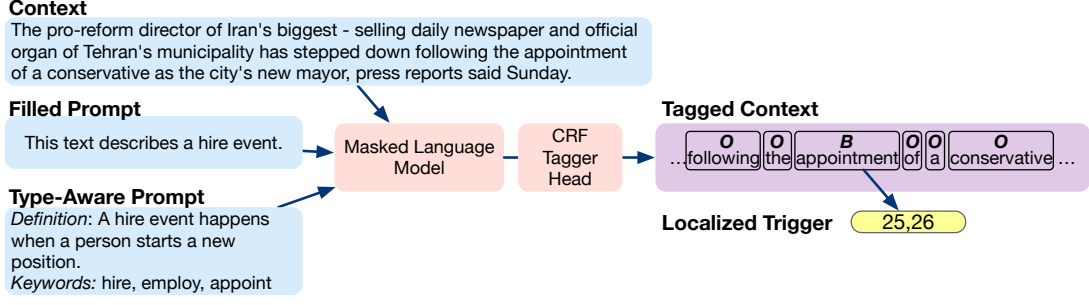 Context
The pro-reform director of Iran's biggest - selling daily newspaper and official
organ of Tehran's municipality has stepped down following the appointment
of a conservative as the city's new mayor, press reports said Sunday.
Filled Prompt
This text describes a hire event.
Type-Aware Prompt
Definition: A hire event happens
when a person starts a new
position.
Keywords: hire, employ, appoint
Masked Language
Model
CRF
Tagger
Head
Tagged Context
O O B O O O
...following the appointment of a conservative ...
Localized Trigger 25,26